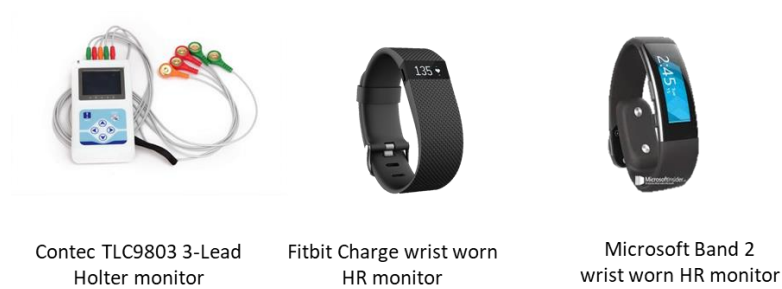 135
2:45
MicrosoftInsider
Contec TLC9803 3-Lead
Holter monitor
Fitbit Charge wrist worn
HR monitor
Microsoft Band 2
wrist worn HR monitor